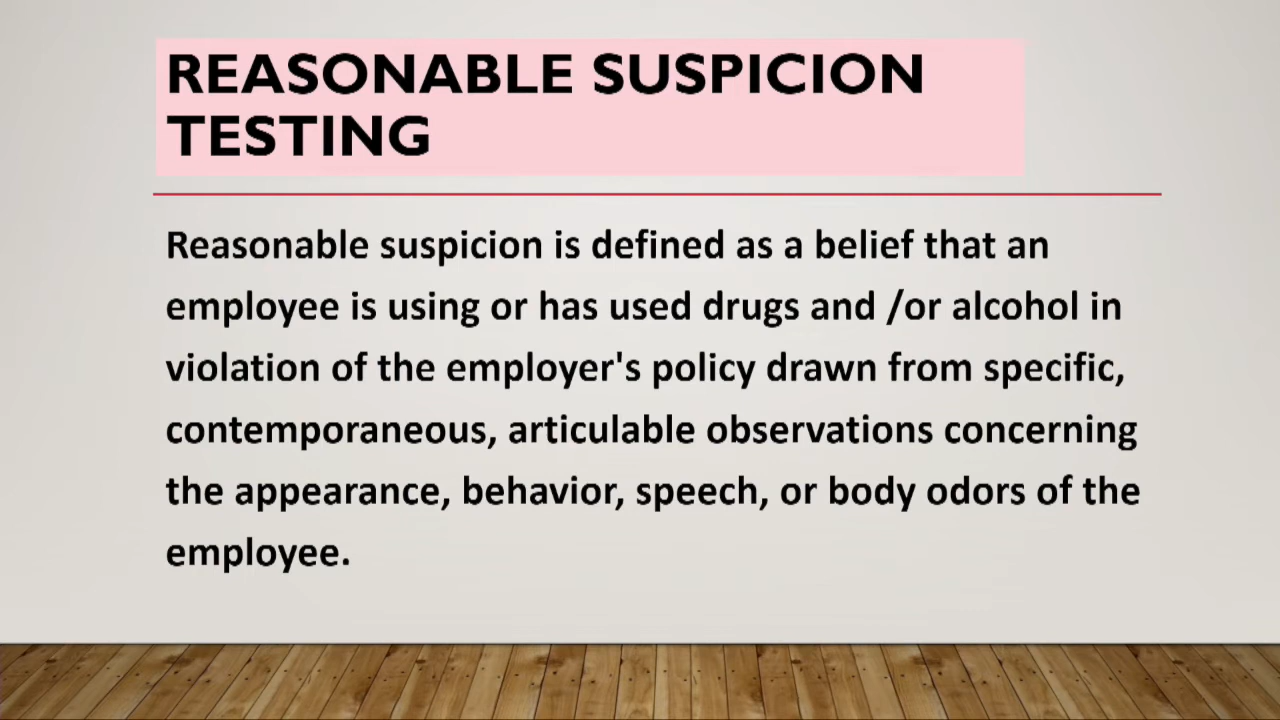 REASONABLE SUSPICION
TESTING
Reasonable suspicion is defined as a belief that an
employee is using or has used drugs and /or alcohol in
violation of the employer's policy drawn from specific,
contemporaneous, articulable observations concerning
the appearance, behavior, speech, or body odors of the
employee.